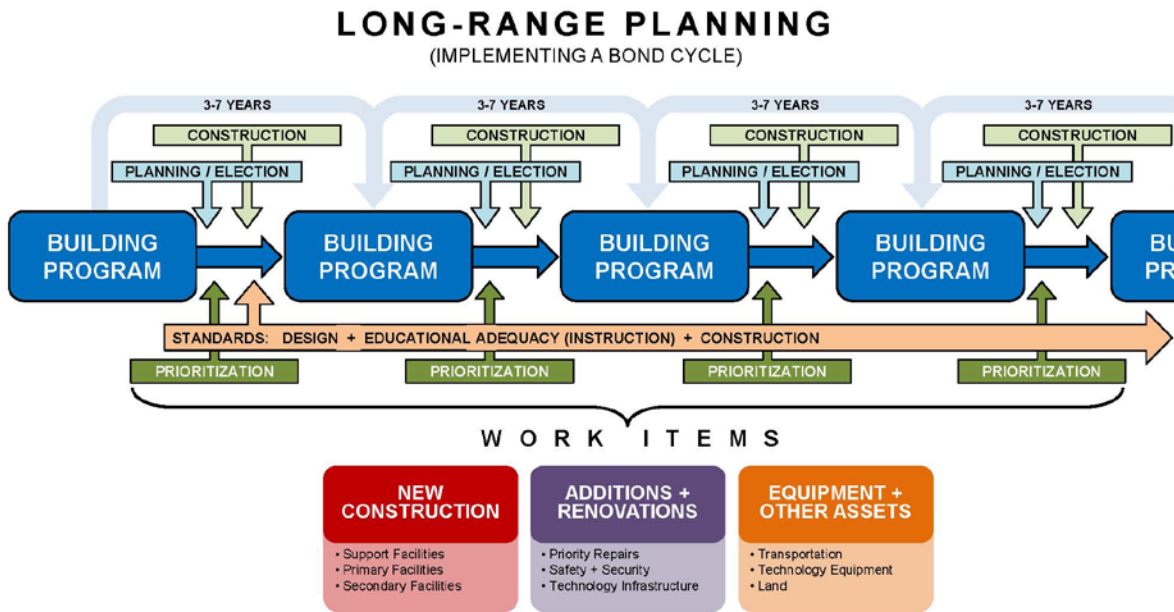 LONG-RANGE PLANNING
(IMPLEMENTING A BOND CYCLE)
3-7 YEARS
3-7 YEARS
3-7 YEARS
3-7 YEARS
CONSTRUCTION
CONSTRUCTION
CONSTRUCTION
CONSTRUCTION
PLANNING / ELECTION
PLANNING / ELECTION
PLANNING / ELECTION
PLANNING / ELECTION
BUILDING
PROGRAM
BUILDING
PROGRAM
BUILDING
PROGRAM
BUILDING
PROGRAM
BU
PR
STANDARDS: DESIGN + EDUCATIONAL ADEQUACY (INSTRUCTION) + CONSTRUCTION
PRIORITIZATION
PRIORITIZATION
PRIORITIZATION
PRIORITIZATION
WORK ITEMS
NEW
CONSTRUCTION
• Support Facilities
• Primary Facilities
• Secondary Facilities
ADDITIONS +
RENOVATIONS
• Priority Repairs
• Safety + Security
• Technology Infrastructure
EQUIPMENT +
OTHER ASSETS
• Transportation
• Technology Equipment
• Land